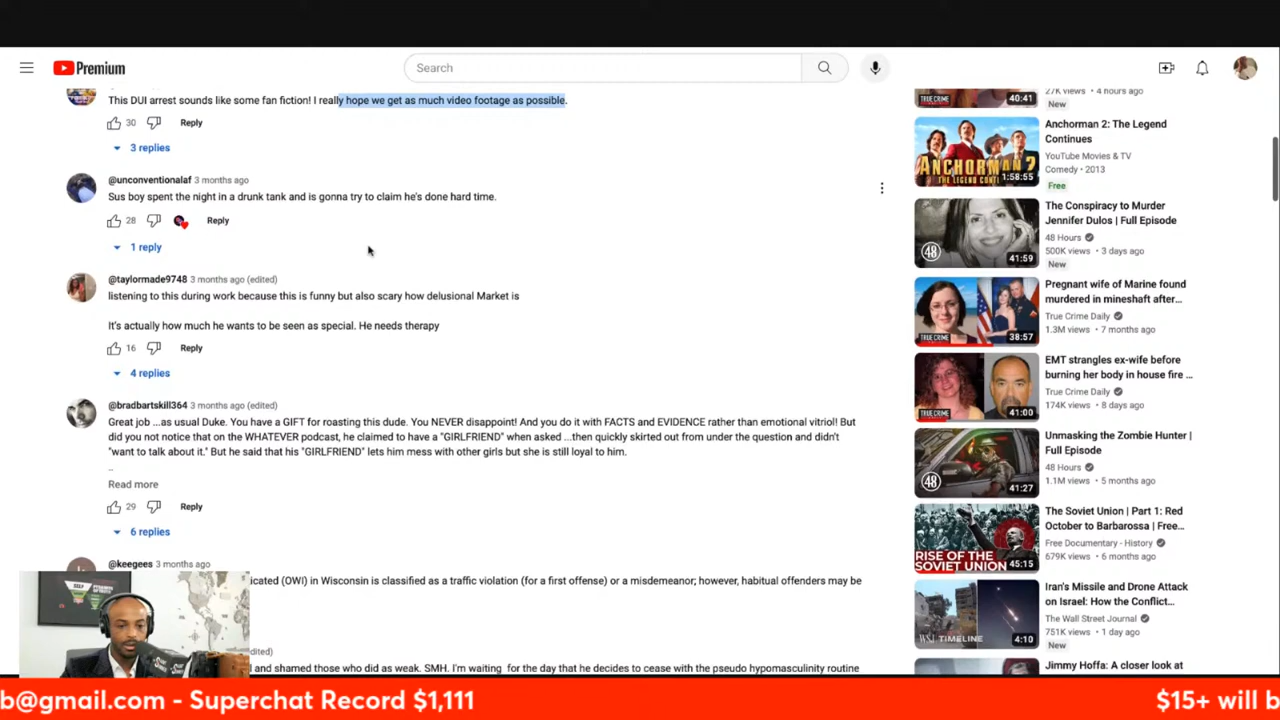 Premium
Search
This DUI arrest sounds like some fan fiction! I really hope we get as much video footage as possible.
30
Reply
3 replies
@unconventionalaf 3 months ago
Sus boy spent the night in a drunk tank and is gonna try to claim he's done hard time.
28
Reply
1 reply
@taylormade9748 3 months ago (edited)
listening to this during work because this is funny but also scary how delusional Market is
It's actually how much he wants to be seen as special. He needs therapy
16
Reply
4 replies
@bradbartskill364 3 months ago (edited)
Great job ...as usual Duke. You have a GIFT for roasting this dude. You NEVER disappoint! And you do it with FACTS and EVIDENCE rather than emotional vitriol! But
did you not notice that on the WHATEVER podcast, he claimed to have a "GIRLFRIEND" when asked ...then quickly skirted out from under the question and didn't
"want to talk about it." But he said that his "GIRLFRIEND" lets him mess with other girls but she is still loyal to him.
..
Read more
29
Reply
6 replies
@keegees 3 months ago
icated (OWI) in Wisconsin is classified as a traffic violation (for a first offense) or a misdemeanor; however, habitual offenders may be
edited)
l and shamed those who did as weak. SMH. I'm waiting for the day that he decides to cease with the pseudo hypomasculinity routine
TRUE CRIME
40:41
27K views • 4 hours ago
New
ANCHORMAN 2
1:58:55
Anchorman 2: The Legend
Continues
YouTube Movies & TV
Comedy • 2013
Free
48
41:59
The Conspiracy to Murder
Jennifer Dulos | Full Episode
48 Hours
500K views • 3 days ago
New
38:57
Pregnant wife of Marine found
murdered in mineshaft after...
True Crime Daily
1.3M views • 7 months ago
TRUE CRIME
41:00
EMT strangles ex-wife before
burning her body in house fire ...
True Crime Daily
174K views • 8 days ago
48
41:27
Unmasking the Zombie Hunter |
Full Episode
48 Hours
1.1M views • 5 months ago
RISE OF THE
SOVIET UNION
45:15
The Soviet Union | Part 1: Red
October to Barbarossa | Free...
Free Documentary - History
679K views • 6 months ago
WSJ TIMELINE
4:10
Iran's Missile and Drone Attack
on Israel: How the Conflict...
The Wall Street Journal
751K views • 1 day ago
New
Jimmy Hoffa: A closer look at
b@gmail.com - Superchat Record $1,111
$15+ will b